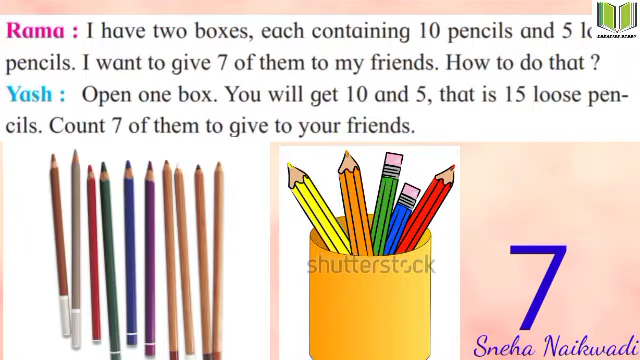 Rama : I have two boxes, each containing 10 pencils and 5
pencils. I want to give 7 of them to my friends. How to do that ?
Yash : Open one box. You will get 10 and 5, that is 15 loose pen-
cils. Count 7 of them to give to your friends.
shutterstock
7
Sneha Naikwadi